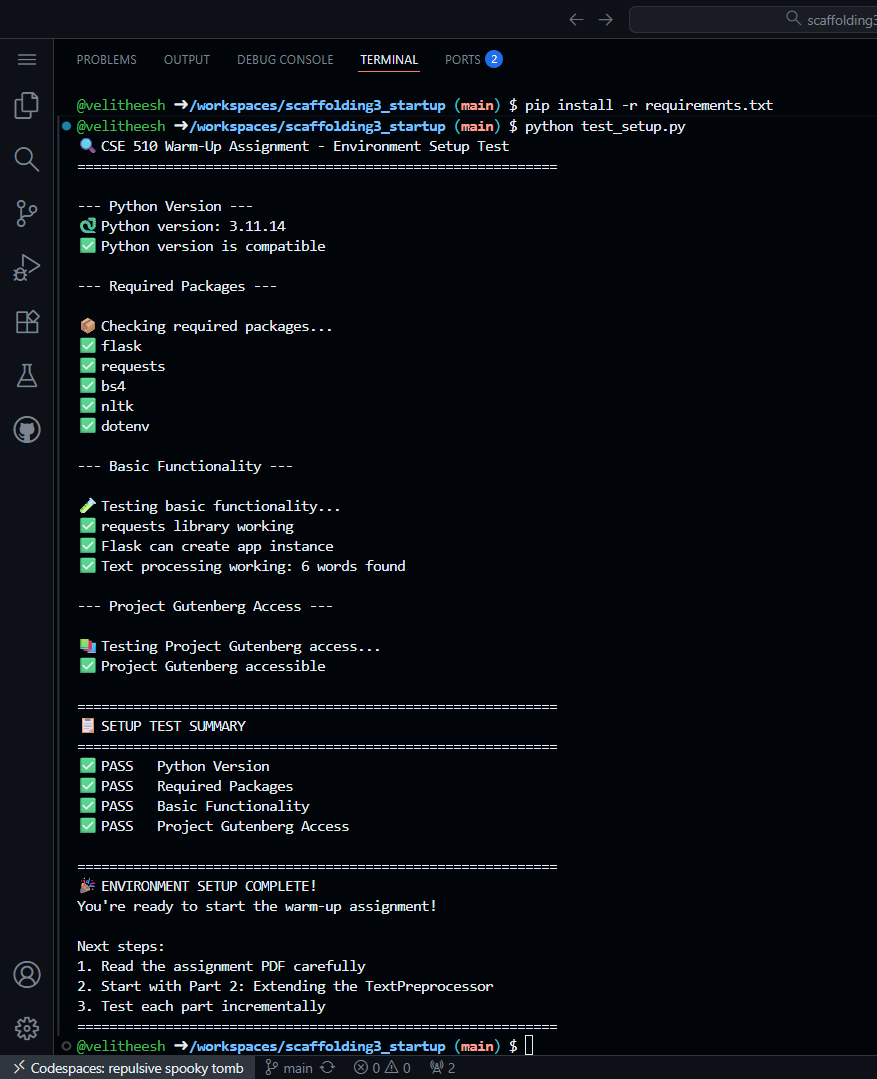 scaffolding3
PROBLEMS OUTPUT DEBUG CONSOLE TERMINAL PORTS 2
@velitheesh ➜/workspaces/scaffolding3_startup (main) $ pip install -r requirements.txt
@velitheesh ➜/workspaces/scaffolding3_startup (main) $ python test_setup.py
🔍 CSE 510 Warm-Up Assignment - Environment Setup Test
============================================================
--- Python Version ---
🐍 Python version: 3.11.14
✅ Python version is compatible
--- Required Packages ---
📦 Checking required packages...
✅ flask
✅ requests
✅ bs4
✅ nltk
✅ dotenv
--- Basic Functionality ---
🧪 Testing basic functionality...
✅ requests library working
✅ Flask can create app instance
✅ Text processing working: 6 words found
--- Project Gutenberg Access ---
📚 Testing Project Gutenberg access...
✅ Project Gutenberg accessible
============================================================
📋 SETUP TEST SUMMARY
============================================================
✅ PASS   Python Version
✅ PASS   Required Packages
✅ PASS   Basic Functionality
✅ PASS   Project Gutenberg Access
============================================================
🎉 ENVIRONMENT SETUP COMPLETE!
You're ready to start the warm-up assignment!
Next steps:
1. Read the assignment PDF carefully
2. Start with Part 2: Extending the TextPreprocessor
3. Test each part incrementally
============================================================
@velitheesh ➜/workspaces/scaffolding3_startup (main) $
Codespaces: repulsive spooky tomb main 0 0 2